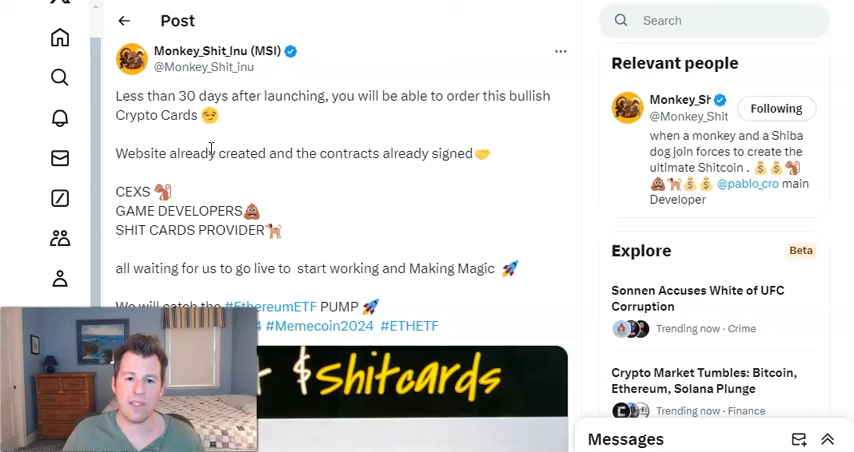 Post
Search
Monkey_Shit_Inu (MSI)
@Monkey_Shit_inu
Less than 30 days after launching, you will be able to order this bullish
Crypto Cards 😏
Website already created and the contracts already signed🤝
CEXS 🐒
GAME DEVELOPERS💩
SHIT CARDS PROVIDER🐕
all waiting for us to go live to start working and Making Magic 🚀
We will catch the #EthereumETF PUMP 🚀
#Memecoin2024 #ETHETF
& $shitcards
Relevant people
Monkey_Sh
@Monkey_Shit
Following
when a monkey and a Shiba
dog join forces to create the
ultimate Shitcoin . 💰💰🐒
💩🐕💰💰 @pablo_cro main
Developer
Explore
Beta
Sonnen Accuses White of UFC
Corruption
Trending now · Crime
Crypto Market Tumbles: Bitcoin,
Ethereum, Solana Plunge
Trending now · Finance
Messages